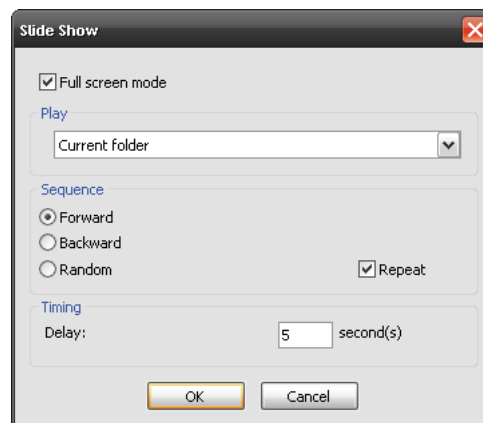 Slide Show
Full screen mode
Play
Current folder
Sequence
Forward
Backward
Random
Repeat
Timing
Delay: 5 second(s)
OK Cancel